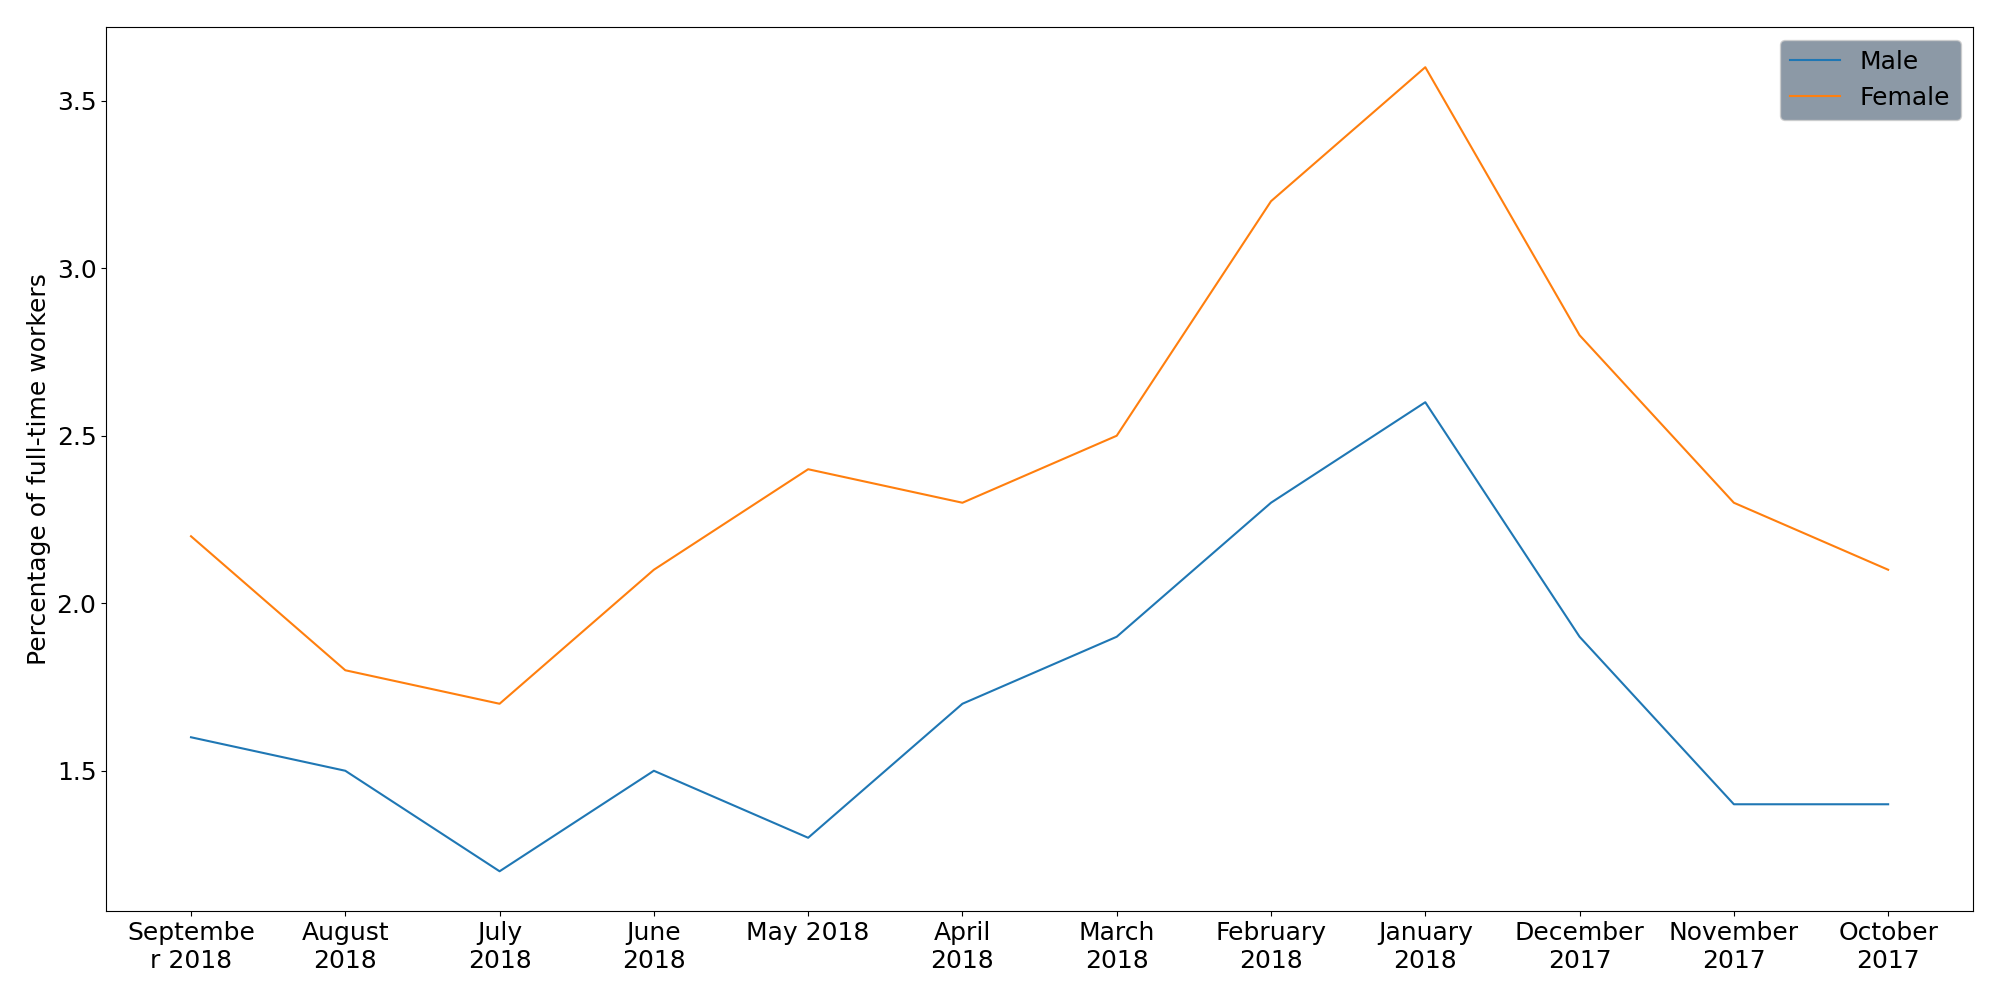 Male
Female
3.5
3.0
2.5
2.0
1.5
Percentage of full-time workers
Septembe
r 2018
August
2018
July
2018
June
2018
May 2018
April
2018
March
2018
February
2018
January
2018
December
2017
November
2017
October
2017